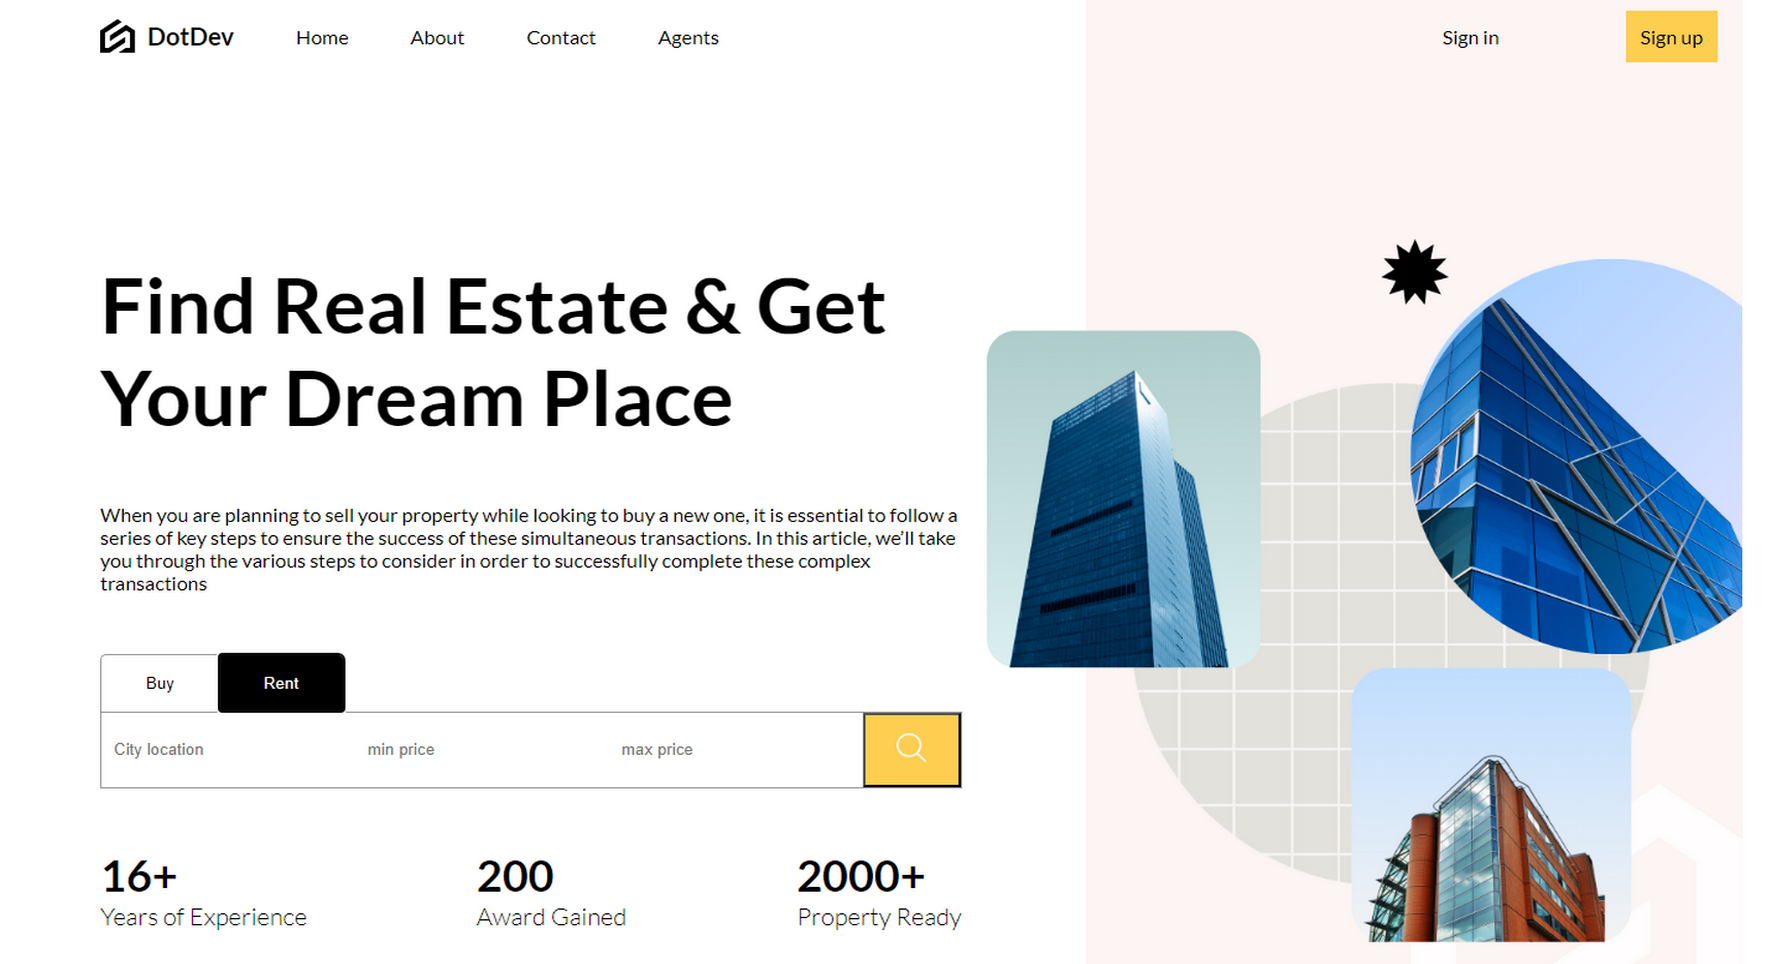 DotDev
Home
About
Contact
Agents
Sign in
Sign up
Find Real Estate & Get
Your Dream Place
When you are planning to sell your property while looking to buy a new one, it is essential to follow a
series of key steps to ensure the success of these simultaneous transactions. In this article, we’ll take
you through the various steps to consider in order to successfully complete these complex
transactions
Buy
Rent
City location
min price
max price
16+
Years of Experience
200
Award Gained
2000+
Property Ready